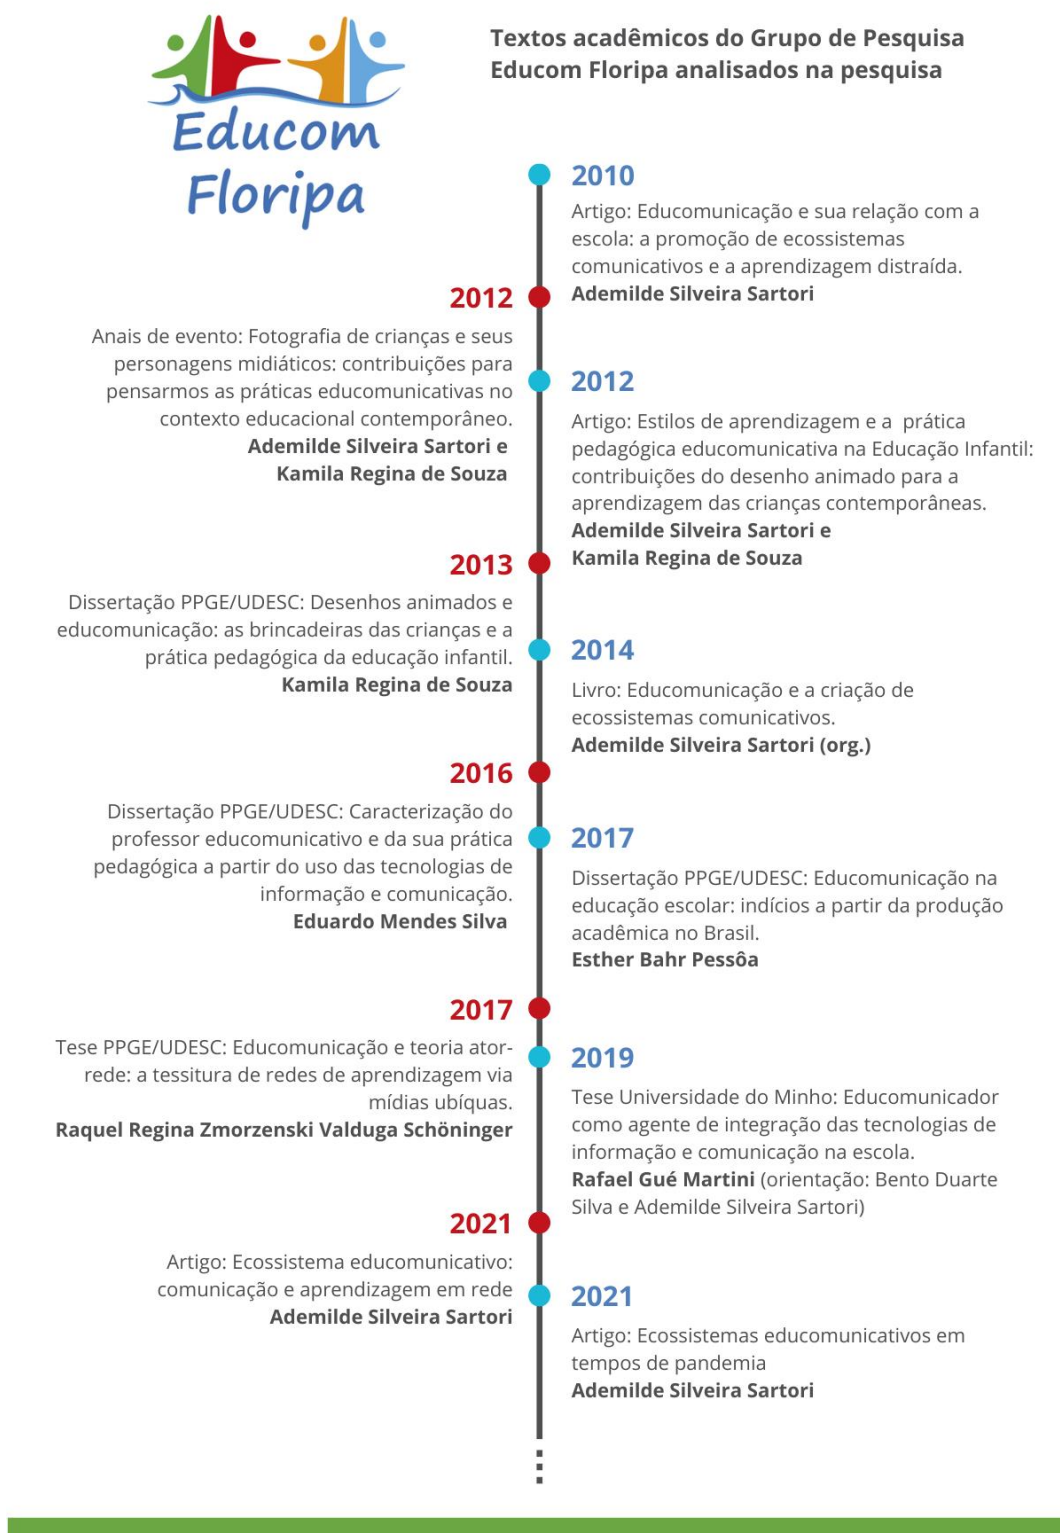 Educom
Floripa
Textos acadêmicos do Grupo de Pesquisa
Educom Floripa analisados na pesquisa
2010
Artigo: Educomunicação e sua relação com a
escola: a promoção de ecossistemas
comunicativos e a aprendizagem distraída.
Ademilde Silveira Sartori
2012
Anais de evento: Fotografia de crianças e seus
personagens midiáticos: contribuições para
pensarmos as práticas educomunicativas no
contexto educacional contemporâneo.
Ademilde Silveira Sartori e
Kamila Regina de Souza
2012
Artigo: Estilos de aprendizagem e a  prática
pedagógica educomunicativa na Educação Infantil:
contribuições do desenho animado para a
aprendizagem das crianças contemporâneas.
Ademilde Silveira Sartori e
Kamila Regina de Souza
2013
Dissertação PPGE/UDESC: Desenhos animados e
educomunicação: as brincadeiras das crianças e a
prática pedagógica da educação infantil.
Kamila Regina de Souza
2014
Livro: Educomunicação e a criação de
ecossistemas comunicativos.
Ademilde Silveira Sartori (org.)
2016
Dissertação PPGE/UDESC: Caracterização do
professor educomunicativo e da sua prática
pedagógica a partir do uso das tecnologias de
informação e comunicação.
Eduardo Mendes Silva
2017
Dissertação PPGE/UDESC: Educomunicação na
educação escolar: indícios a partir da produção
acadêmica no Brasil.
Esther Bahr Pessôa
2017
Tese PPGE/UDESC: Educomunicação e teoria ator-
rede: a tessitura de redes de aprendizagem via
mídias ubíquas.
Raquel Regina Zmorzenski Valduga Schöninger
2019
Tese Universidade do Minho: Educomunicador
como agente de integração das tecnologias de
informação e comunicação na escola.
Rafael Gué Martini (orientação: Bento Duarte
Silva e Ademilde Silveira Sartori)
2021
Artigo: Ecossistema educomunicativo:
comunicação e aprendizagem em rede
Ademilde Silveira Sartori
2021
Artigo: Ecossistemas educomunicativos em
tempos de pandemia
Ademilde Silveira Sartori